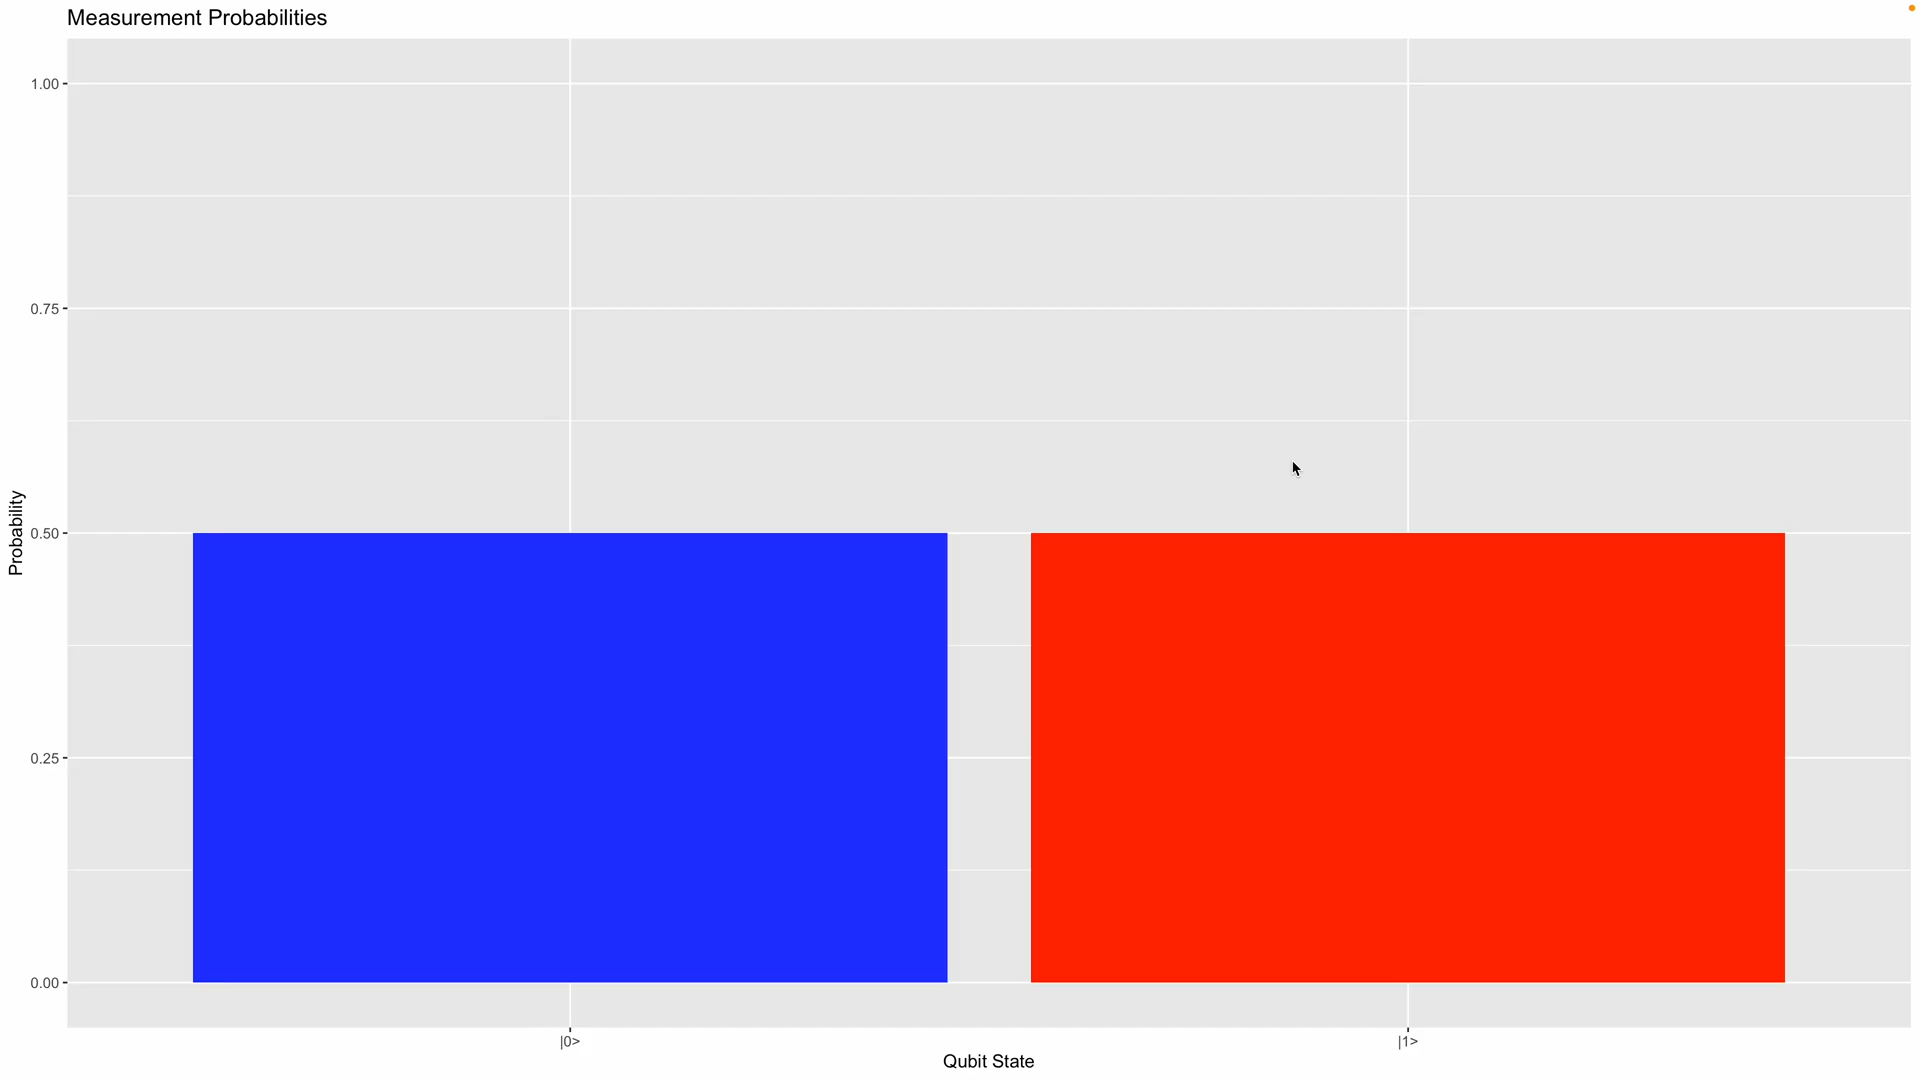 Measurement Probabilities
1.00
0.75
0.50
0.25
0.00
Probability
|0>
|1>
Qubit State